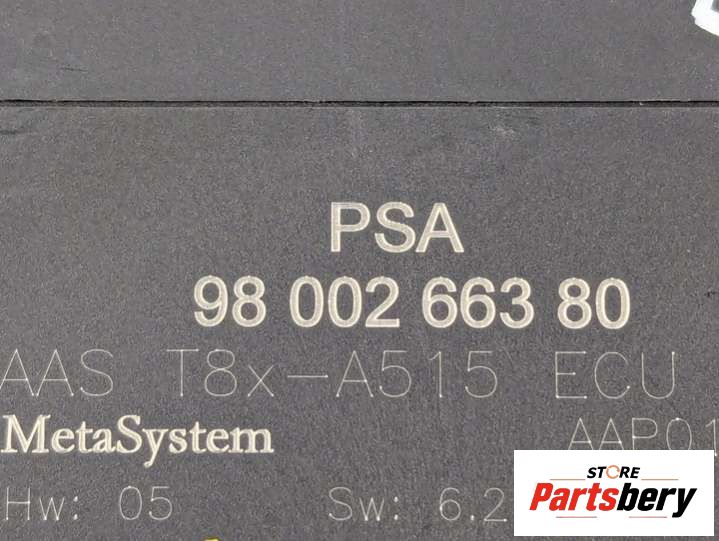 PSA
98 002 663 80
AAS T8x-A515 ECU
MetaSystem AAP01
Hw: 05 Sw: 6.2
STORE
Partsbery